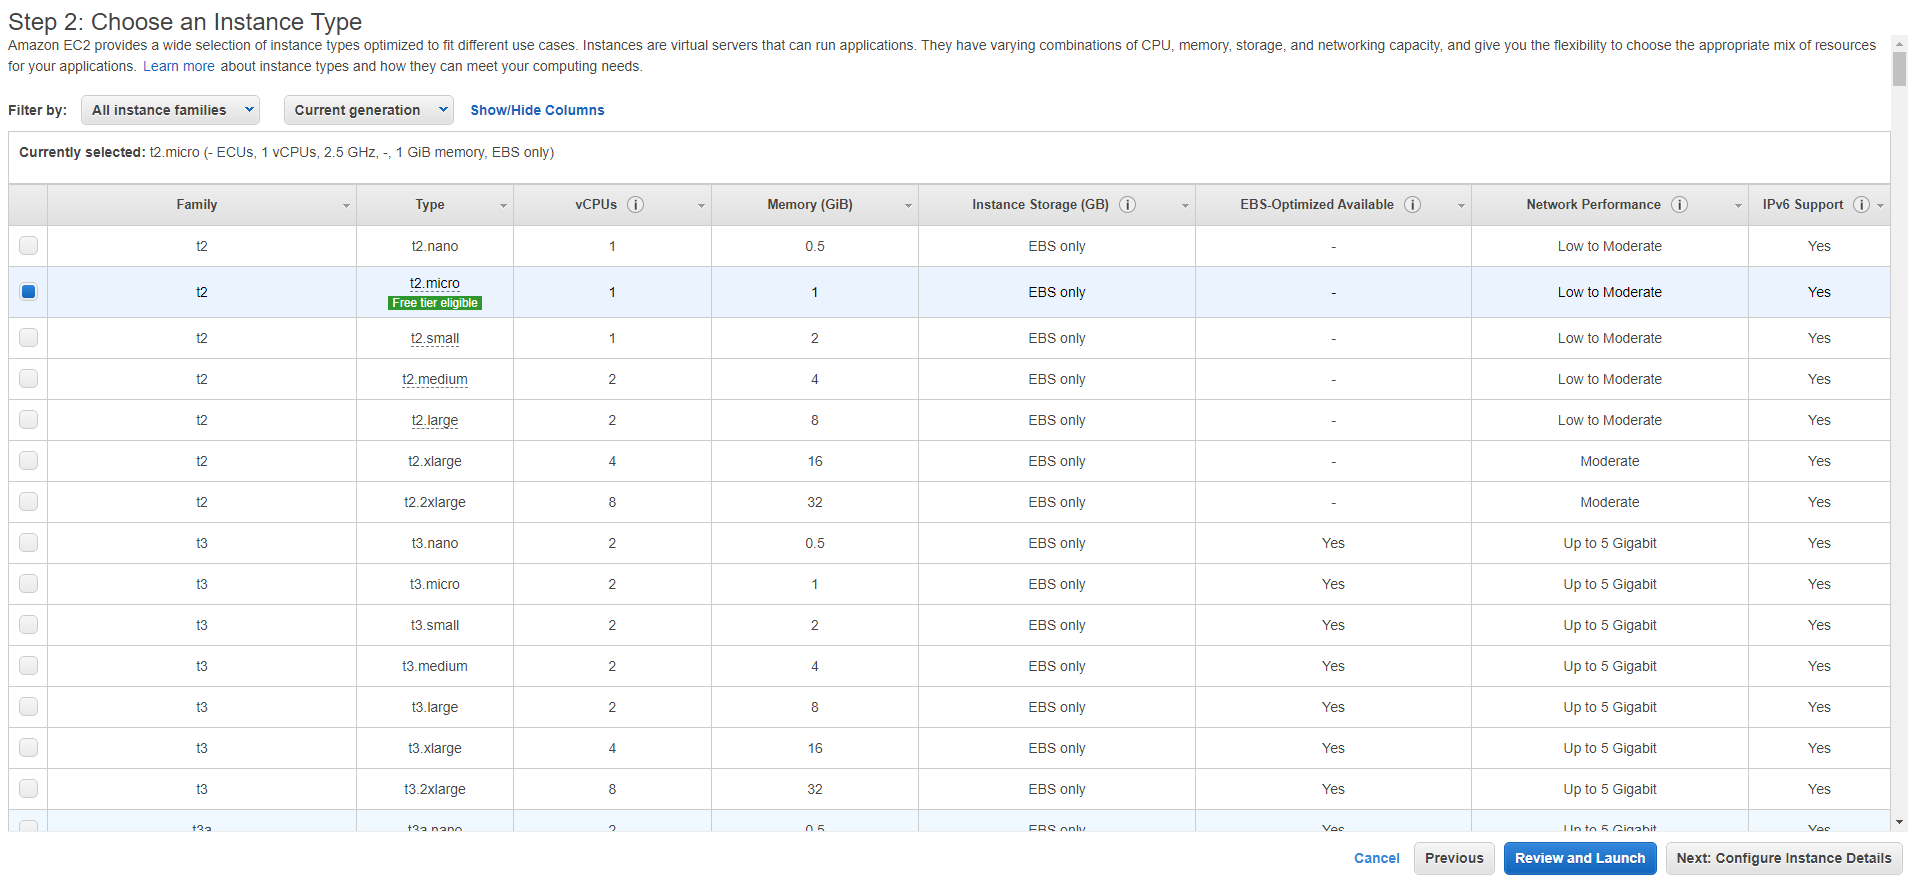 Step 2: Choose an Instance Type
Amazon EC2 provides a wide selection of instance types optimized to fit different use cases. Instances are virtual servers that can run applications. They have varying combinations of CPU, memory, storage, and networking capacity, and give you the flexibility to choose the appropriate mix of resources
for your applications. Learn more about instance types and how they can meet your computing needs.
Filter by: All instance families Current generation Show/Hide Columns
Currently selected: t2.micro (- ECUs, 1 vCPUs, 2.5 GHz, -, 1 GiB memory, EBS only)
Family Type vCPUs i Memory (GiB) Instance Storage (GB) i EBS-Optimized Available i Network Performance i IPv6 Support i
t2 t2.nano 1 0.5 EBS only - Low to Moderate Yes
t2 t2.micro 1 1 EBS only - Low to Moderate Yes
Free tier eligible
t2 t2.small 1 2 EBS only - Low to Moderate Yes
t2 t2.medium 2 4 EBS only - Low to Moderate Yes
t2 t2.large 2 8 EBS only - Low to Moderate Yes
t2 t2.xlarge 4 16 EBS only - Moderate Yes
t2 t2.2xlarge 8 32 EBS only - Moderate Yes
t3 t3.nano 2 0.5 EBS only Yes Up to 5 Gigabit Yes
t3 t3.micro 2 1 EBS only Yes Up to 5 Gigabit Yes
t3 t3.small 2 2 EBS only Yes Up to 5 Gigabit Yes
t3 t3.medium 2 4 EBS only Yes Up to 5 Gigabit Yes
t3 t3.large 2 8 EBS only Yes Up to 5 Gigabit Yes
t3 t3.xlarge 4 16 EBS only Yes Up to 5 Gigabit Yes
t3 t3.2xlarge 8 32 EBS only Yes Up to 5 Gigabit Yes
t3a t3a.nano 2 0.5 EBS only Yes Up to 5 Gigabit Yes
Cancel Previous Review and Launch Next: Configure Instance Details